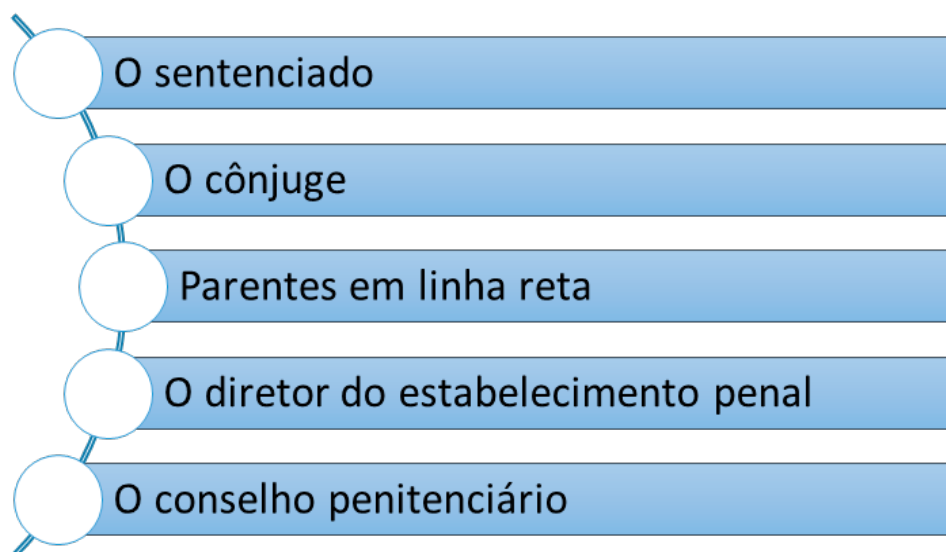 O sentenciado
O cônjuge
Parentes em linha reta
O diretor do estabelecimento penal
O conselho penitenciário